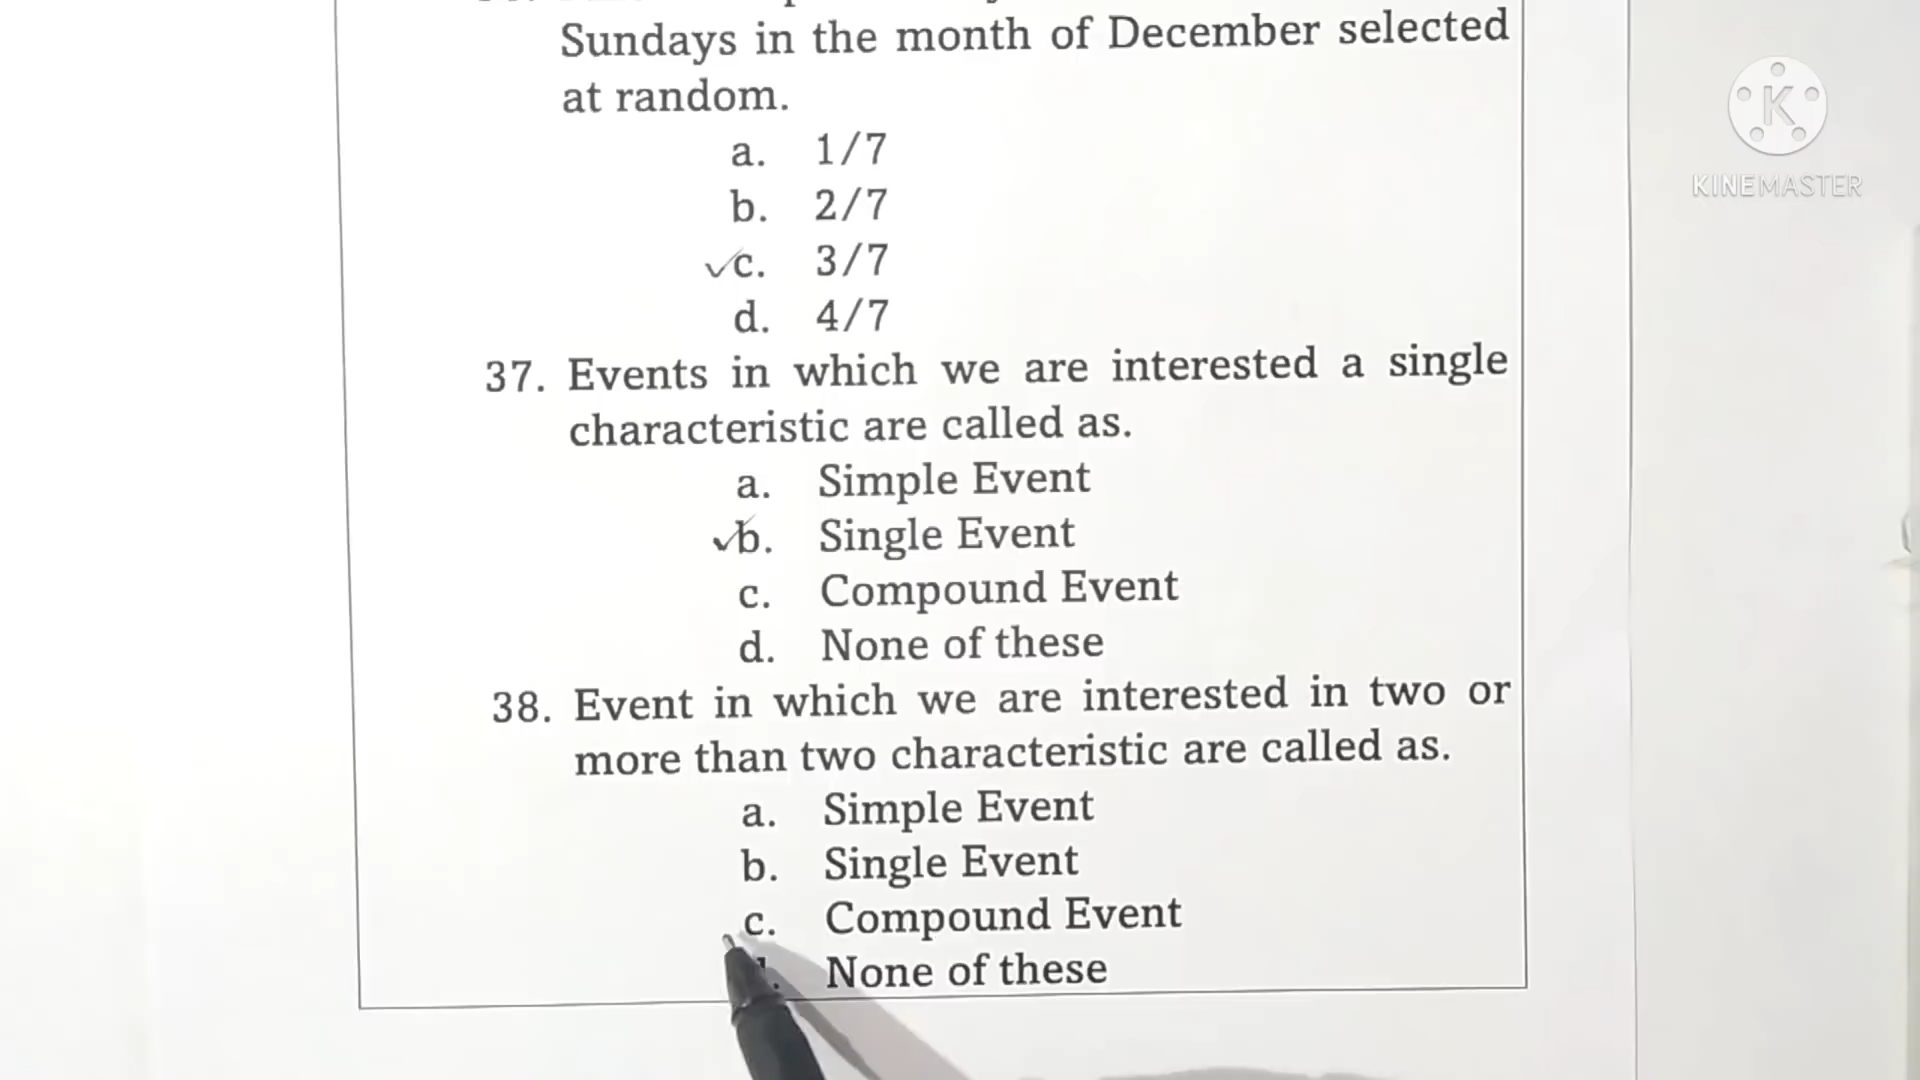 Sundays in the month of December selected
at random.
a. 1/7
b. 2/7
✓c. 3/7
d. 4/7
37. Events in which we are interested a single
characteristic are called as.
a. Simple Event
✓b. Single Event
c. Compound Event
d. None of these
38. Event in which we are interested in two or
more than two characteristic are called as.
a. Simple Event
b. Single Event
c. Compound Event
None of these
K
KINEMASTER